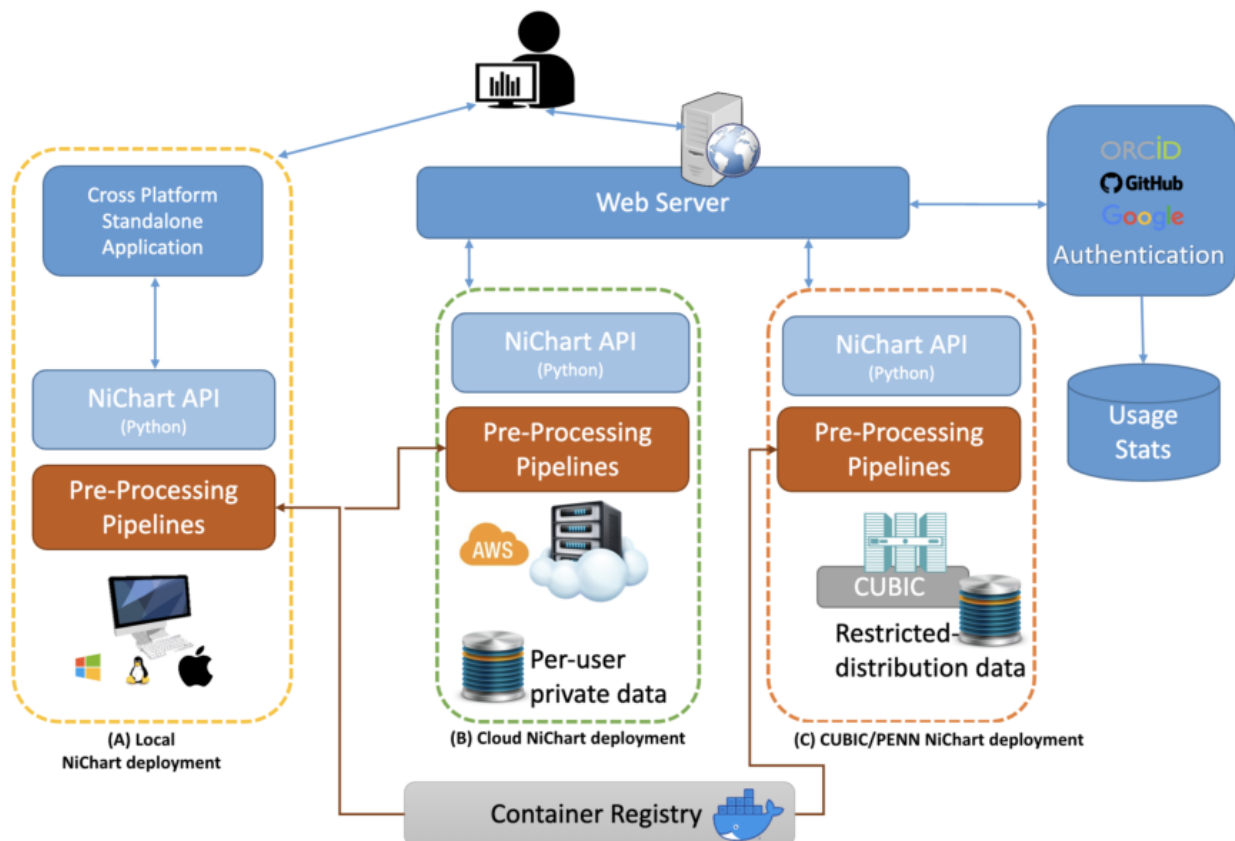 ORCiD
GitHub
Google
Authentication
Web Server
Cross Platform
Standalone
Application
NiChart API
(Python)
Pre-Processing
Pipelines
(A) Local
NiChart deployment
NiChart API
(Python)
Pre-Processing
Pipelines
AWS
Per-user
private data
(B) Cloud NiChart deployment
NiChart API
(Python)
Pre-Processing
Pipelines
CUBIC
Restricted-
distribution data
(C) CUBIC/PENN NiChart deployment
Usage
Stats
Container Registry